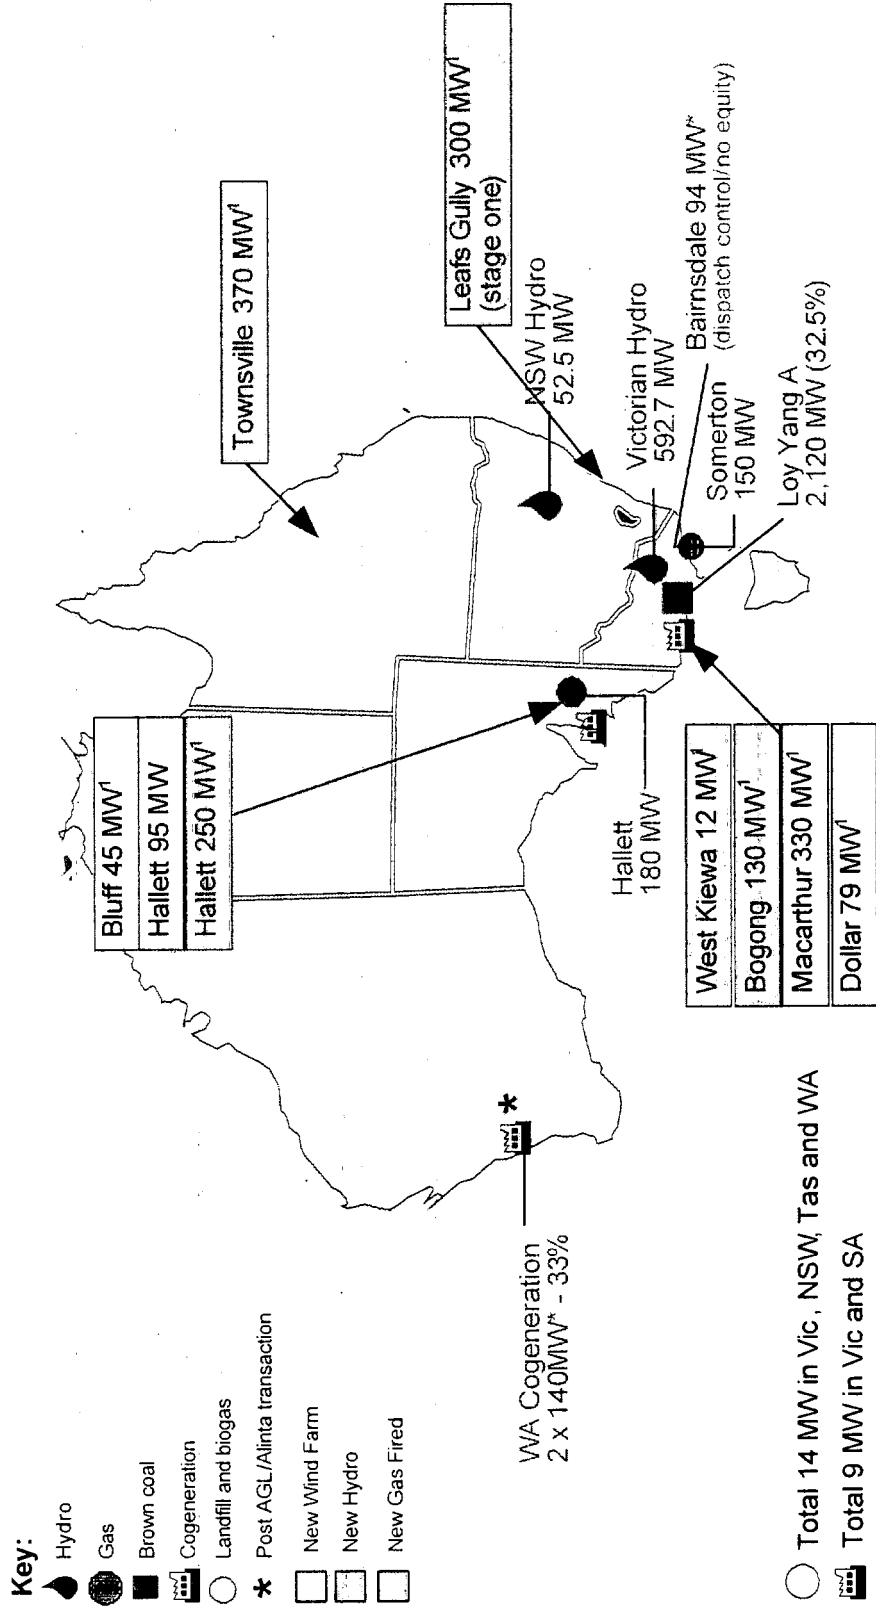 Key:
Hydro
Gas
Brown coal
Cogeneration
Landfill and biogas
* Post AGL/Alinta transaction
New Wind Farm
New Hydro
New Gas Fired
Bluff 45 MW¹
Hallett 95 MW
Hallett 250 MW¹
Townsville 370 MW¹
Leafs Gully 300 MW¹
(stage one)
NSW Hydro
52.5 MW
Victorian Hydro
592.7 MW
Bairnsdale 94 MW*
(dispatch control/no equity)
Somerton
150 MW
Loy Yang A
2,120 MW (32.5%)
Hallett
180 MW
*
WA Cogeneration
2 x 140MW* - 33%
West Kiewa 12 MW¹
Bogong 130 MW¹
Macarthur 330 MW¹
Dollar 79 MW¹
Total 14 MW in Vic, NSW, Tas and WA
Total 9 MW in Vic and SA